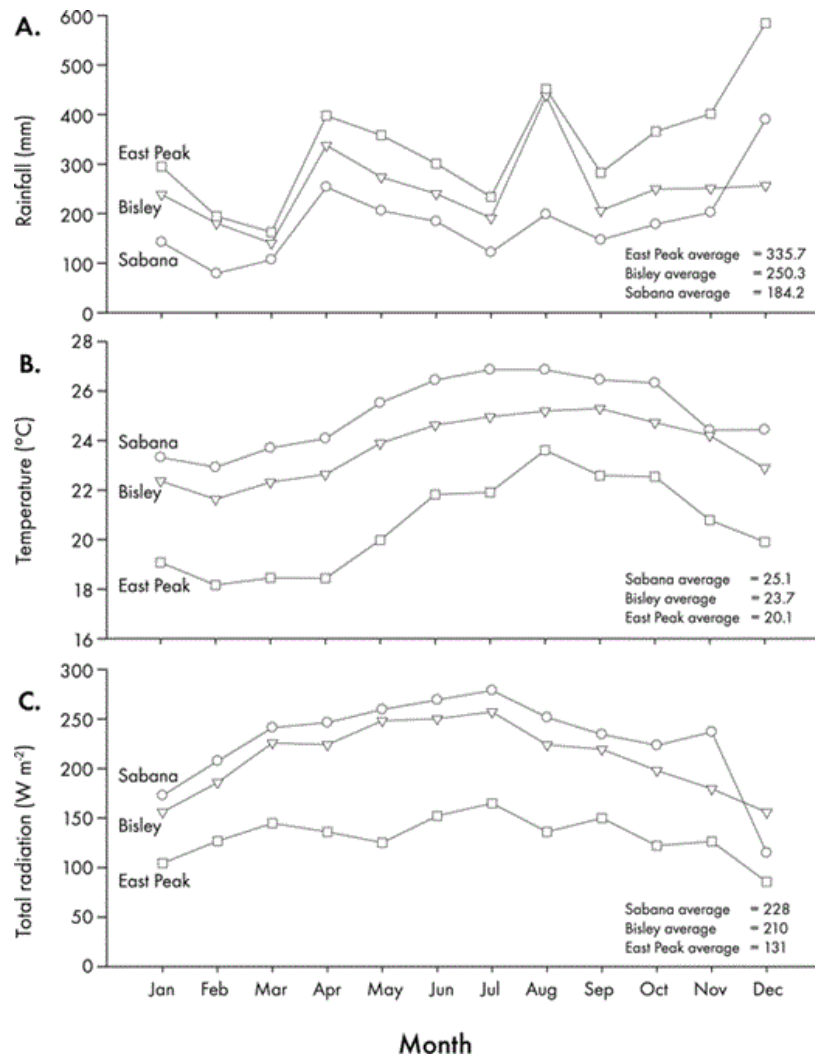 A.
Rainfall (mm)
600
500
400
300
200
100
0
East Peak
Bisley
Sabana
East Peak average = 335.7
Bisley average = 250.3
Sabana average = 184.2
B.
Temperature (°C)
28
26
24
22
20
18
16
Sabana
Bisley
East Peak
Sabana average = 25.1
Bisley average = 23.7
East Peak average = 20.1
C.
Total radiation (W m-2)
300
250
200
150
100
50
0
Sabana
Bisley
East Peak
Sabana average = 228
Bisley average = 210
East Peak average = 131
Jan Feb Mar Apr May Jun Jul Aug Sep Oct Nov Dec
Month